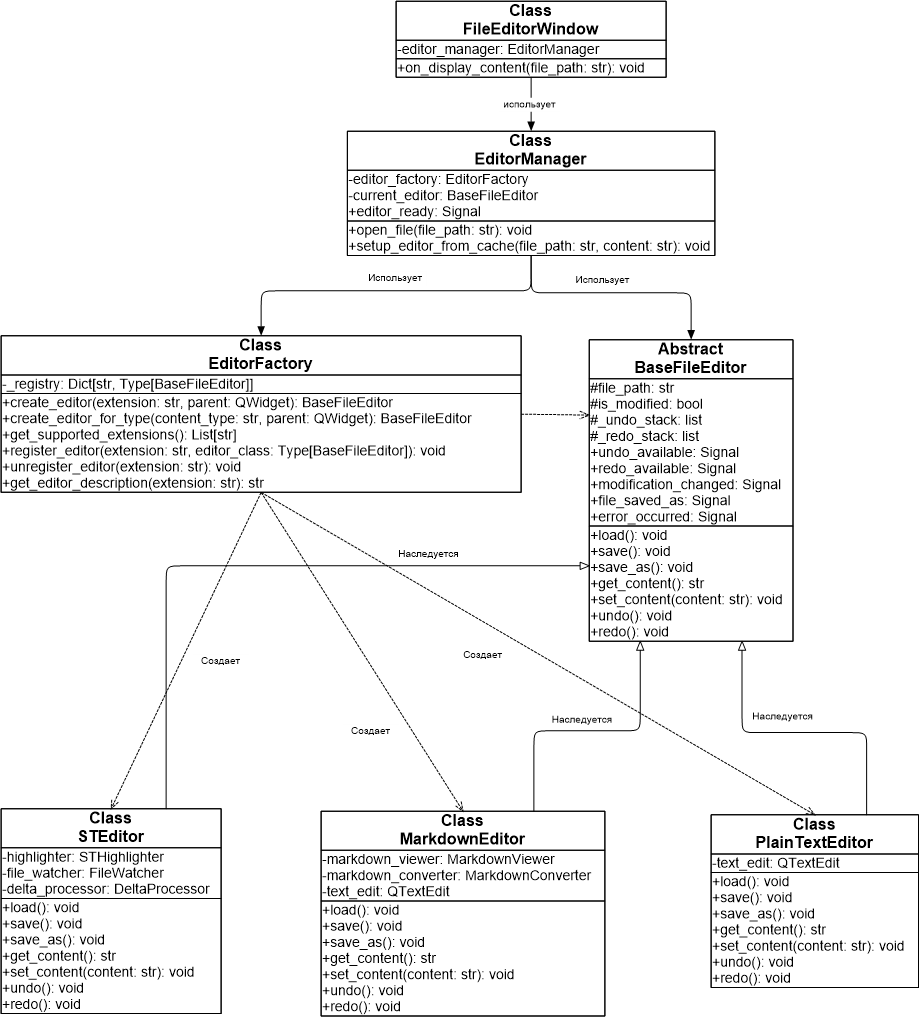 Class
FileEditorWindow
-editor_manager: EditorManager
+on_display_content(file_path: str): void
использует
Class
EditorManager
-editor_factory: EditorFactory
-current_editor: BaseFileEditor
+editor_ready: Signal
+open_file(file_path: str): void
+setup_editor_from_cache(file_path: str, content: str): void
Использует
Использует
Class
EditorFactory
-_registry: Dict[str, Type[BaseFileEditor]]
+create_editor(extension: str, parent: QWidget): BaseFileEditor
+create_editor_for_type(content_type: str, parent: QWidget): BaseFileEditor
+get_supported_extensions(): List[str]
+register_editor(extension: str, editor_class: Type[BaseFileEditor]): void
+unregister_editor(extension: str): void
+get_editor_description(extension: str): str
Abstract
BaseFileEditor
#file_path: str
#is_modified: bool
#_undo_stack: list
#_redo_stack: list
+undo_available: Signal
+redo_available: Signal
+modification_changed: Signal
+file_saved_as: Signal
+error_occurred: Signal
+load(): void
+save(): void
+save_as(): void
+get_content(): str
+set_content(content: str): void
+undo(): void
+redo(): void
Наследуется
Создает
Создает
Создает
Наследуется
Наследуется
Class
STEditor
-highlighter: STHighlighter
-file_watcher: FileWatcher
-delta_processor: DeltaProcessor
+load(): void
+save(): void
+save_as(): void
+get_content(): str
+set_content(content: str): void
+undo(): void
+redo(): void
Class
MarkdownEditor
-markdown_viewer: MarkdownViewer
-markdown_converter: MarkdownConverter
-text_edit: QTextEdit
+load(): void
+save(): void
+save_as(): void
+get_content(): str
+set_content(content: str): void
+undo(): void
+redo(): void
Class
PlainTextEditor
-text_edit: QTextEdit
+load(): void
+save(): void
+save_as(): void
+get_content(): str
+set_content(content: str): void
+undo(): void
+redo(): void